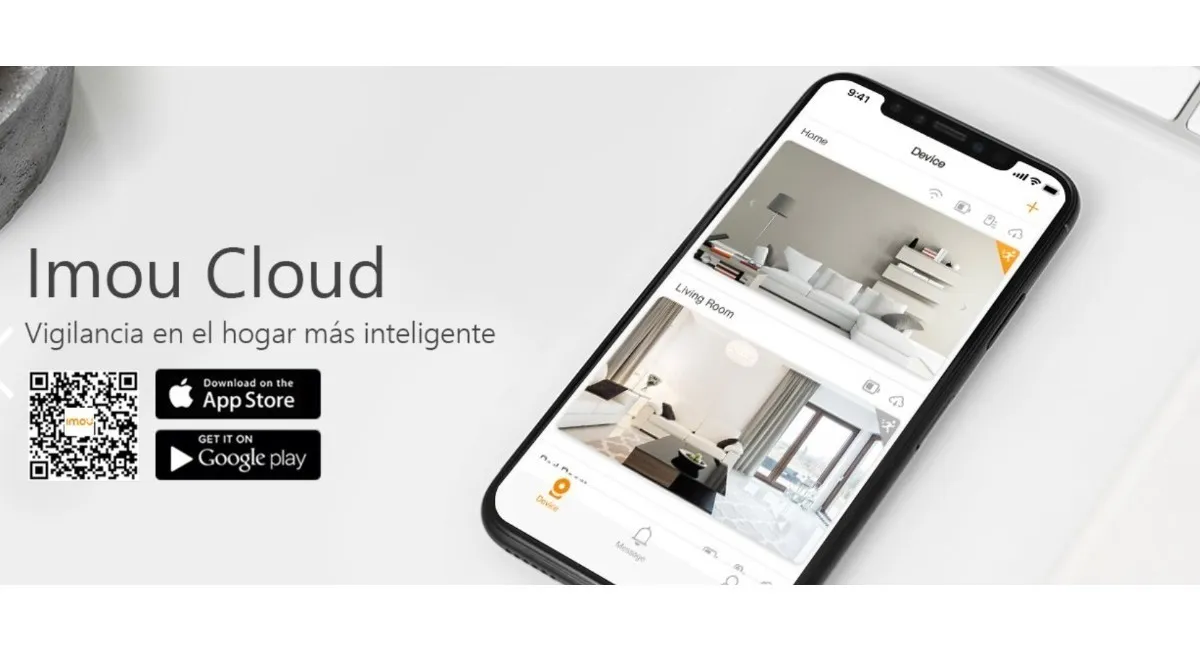 Imou Cloud
Vigilancia en el hogar más inteligente
imou
Download on the
App Store
GET IT ON
Google play
9:41
Home
Device
Living Room
Device
Message